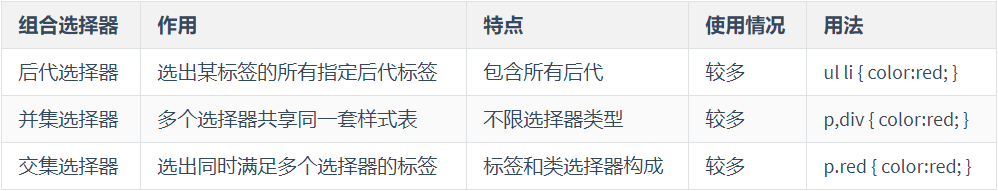 组合选择器 作用 特点 使用情况 用法
后代选择器 选出某标签的所有指定后代标签 包含所有后代 较多 ul li { color:red; }
并集选择器 多个选择器共享同一套样式表 不限选择器类型 较多 p,div { color:red; }
交集选择器 选出同时满足多个选择器的标签 标签和类选择器构成 较多 p.red { color:red; }